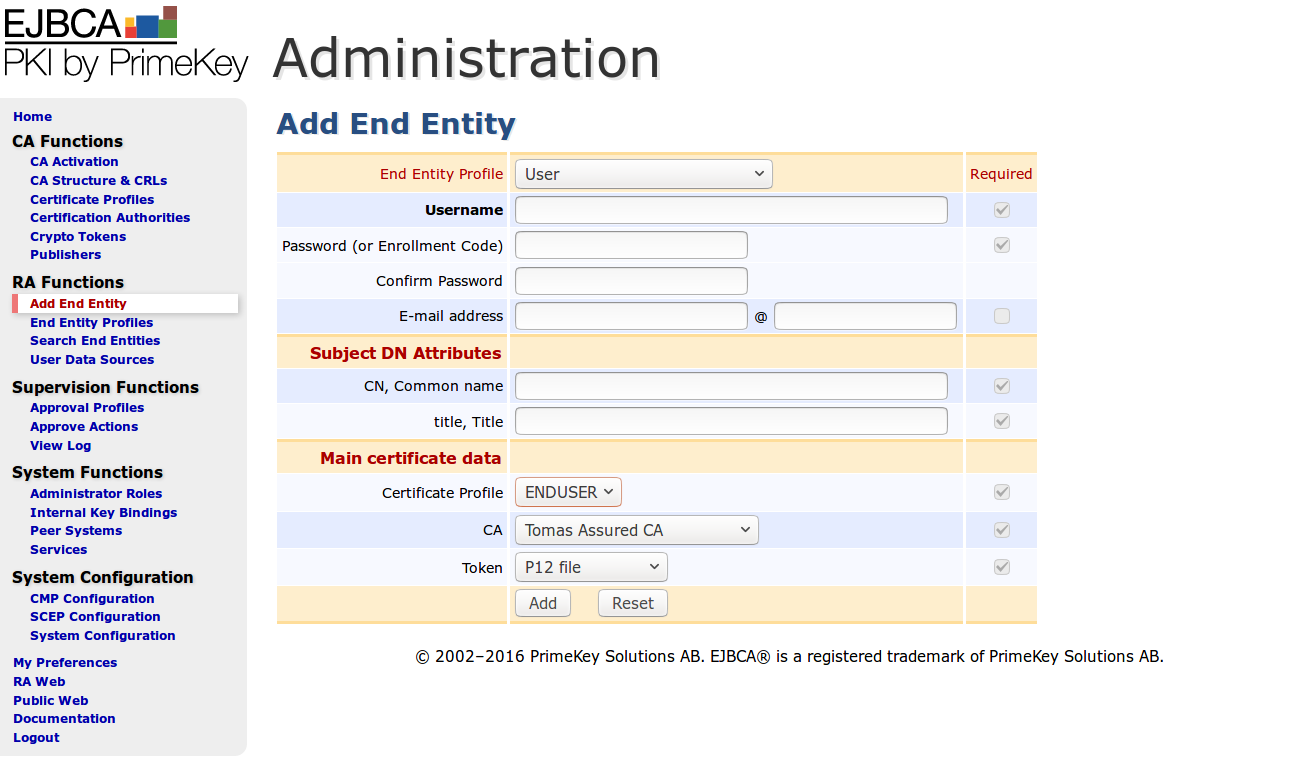 EJBCA
PKI by PrimeKey
Administration
Home
CA Functions
CA Activation
CA Structure & CRLs
Certificate Profiles
Certification Authorities
Crypto Tokens
Publishers
RA Functions
Add End Entity
End Entity Profiles
Search End Entities
User Data Sources
Supervision Functions
Approval Profiles
Approve Actions
View Log
System Functions
Administrator Roles
Internal Key Bindings
Peer Systems
Services
System Configuration
CMP Configuration
SCEP Configuration
System Configuration
My Preferences
RA Web
Public Web
Documentation
Logout
Add End Entity
End Entity Profile User Required
Username
Password (or Enrollment Code)
Confirm Password
E-mail address @
Subject DN Attributes
CN, Common name
title, Title
Main certificate data
Certificate Profile ENDUSER
CA Tomas Assured CA
Token P12 file
Add Reset
© 2002–2016 PrimeKey Solutions AB. EJBCA® is a registered trademark of PrimeKey Solutions AB.